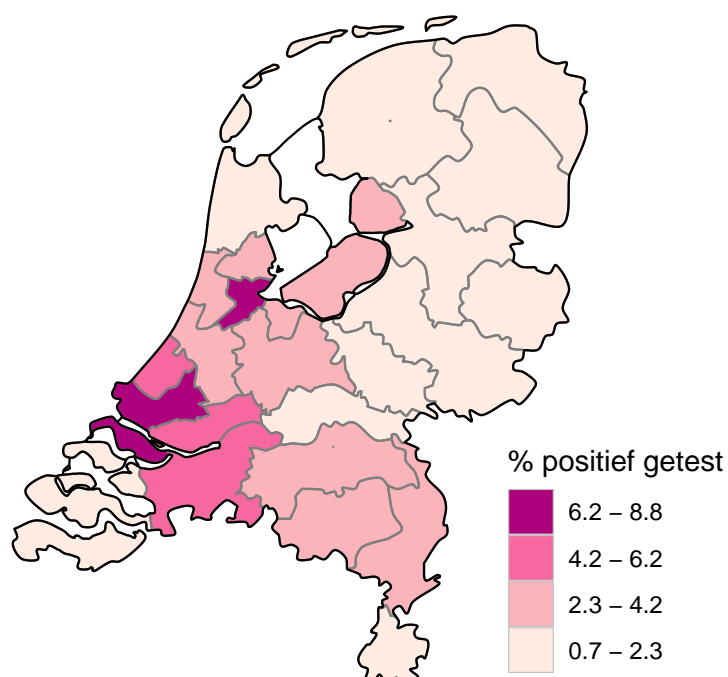 % positief getest
6.2 – 8.8
4.2 – 6.2
2.3 – 4.2
0.7 – 2.3